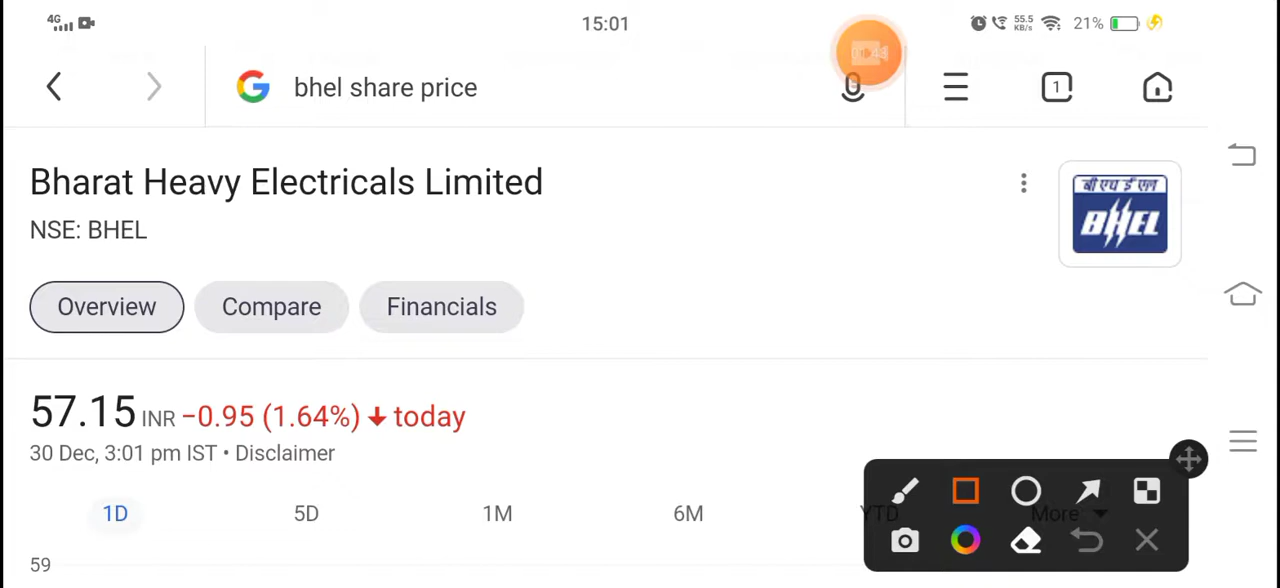 4G 15:01 55.5 KB/s 21%
bhel share price 1
Bharat Heavy Electricals Limited
NSE: BHEL
बी एच ई एल
BHEL
Overview Compare Financials
57.15 INR −0.95 (1.64%) today
30 Dec, 3:01 pm IST • Disclaimer
1D 5D 1M 6M YTD More
59